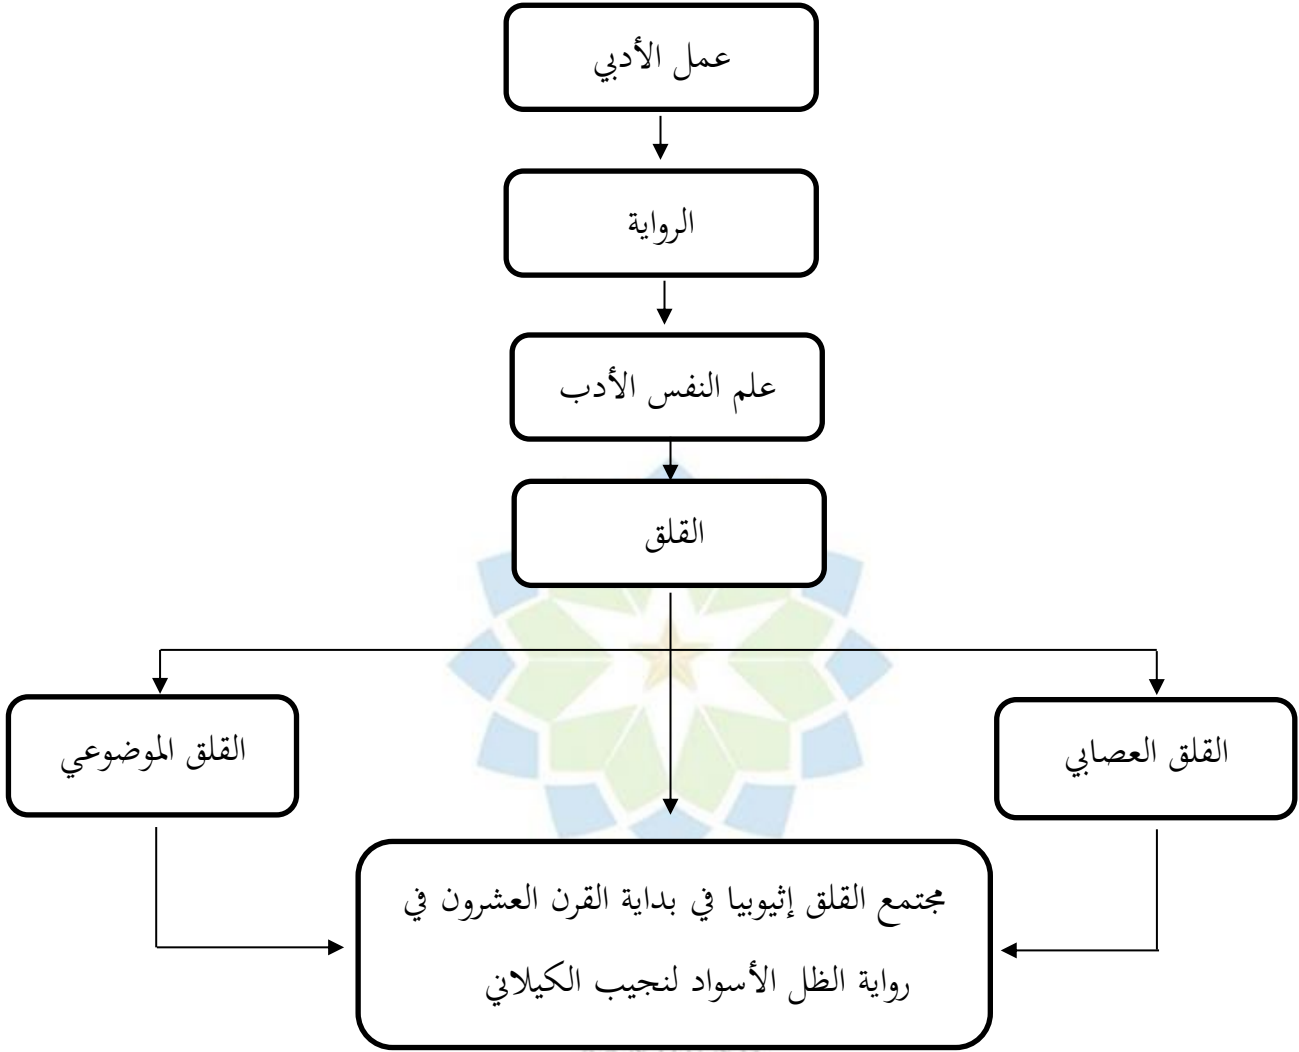 عمل الأدبي
الرواية
علم النفس الأدب
القلق
القلق العصابي
القلق الموضوعي
مجتمع القلق إثيوبيا في بداية القرن العشرون في
رواية الظل الأسواد لنجيب الكيلاني